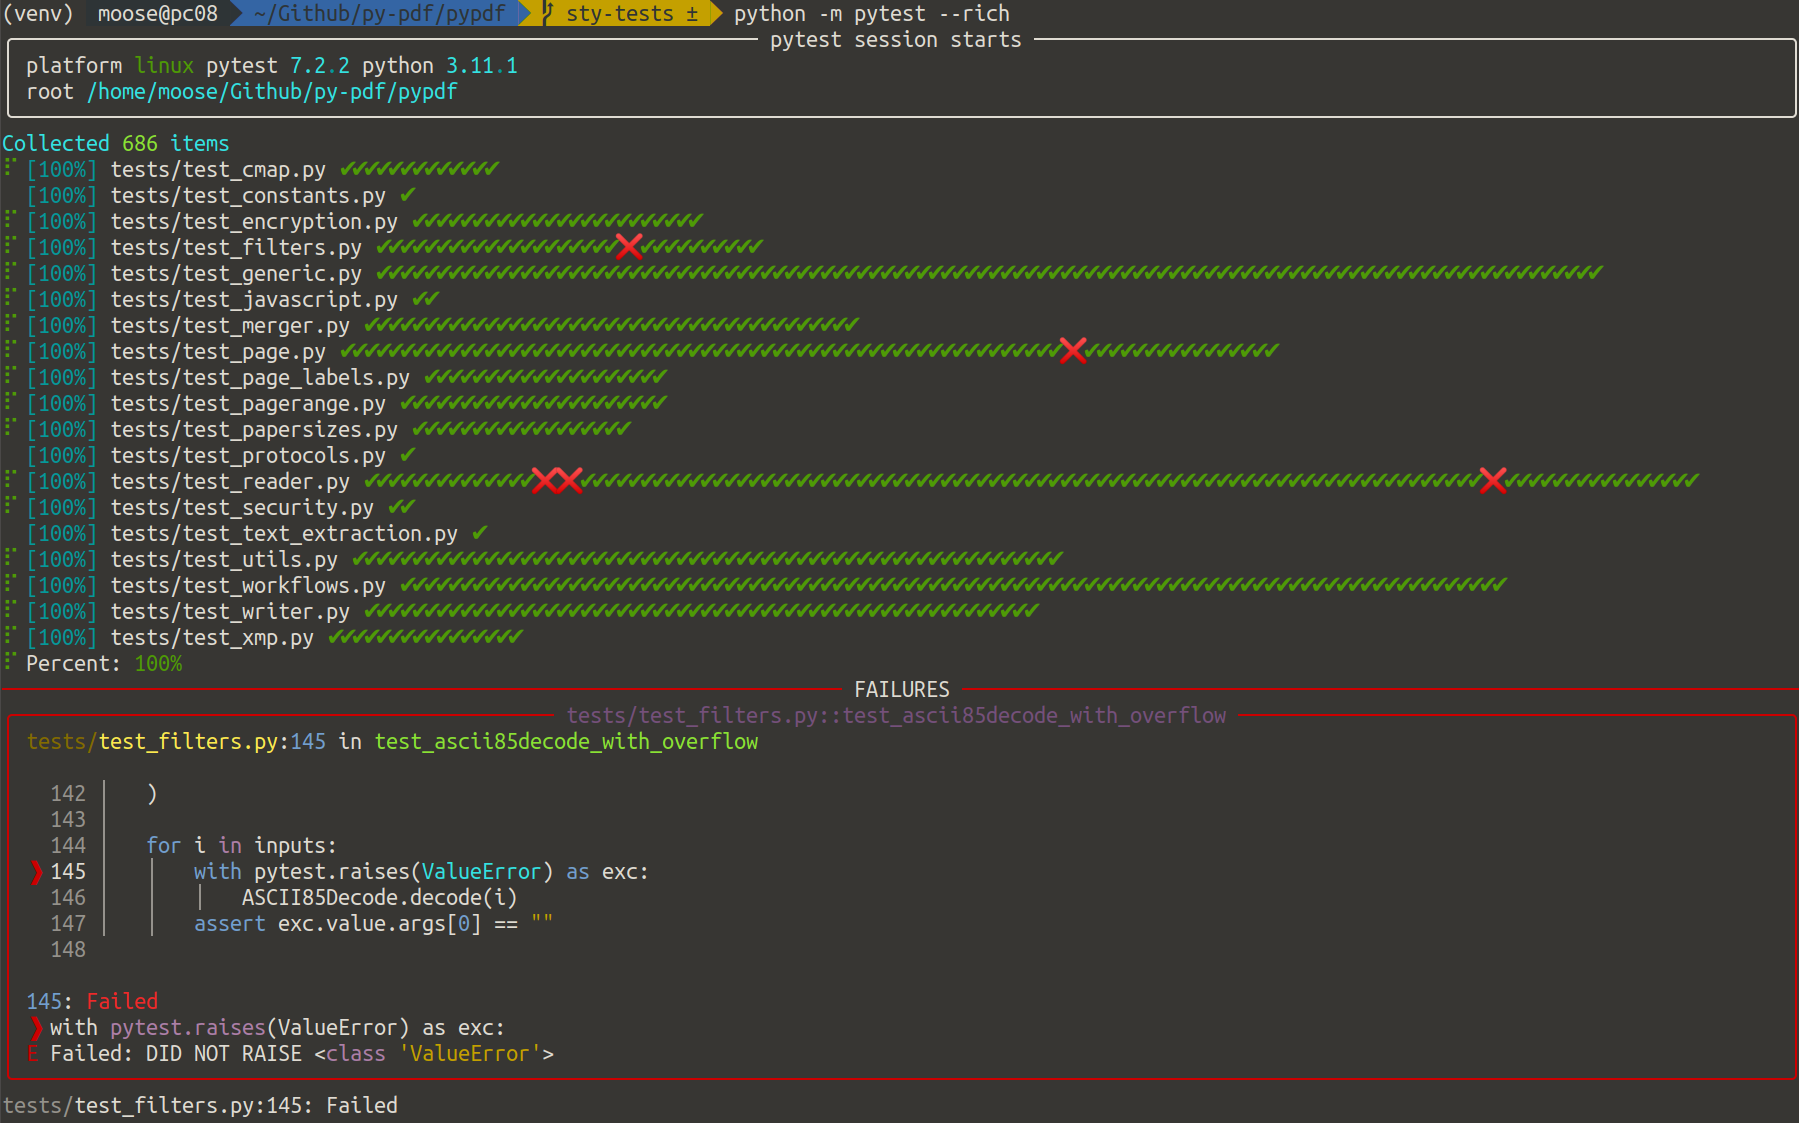 (venv) moose@pc08 ~/Github/py-pdf/pypdf sty-tests ± python -m pytest --rich
pytest session starts
platform linux pytest 7.2.2 python 3.11.1
root /home/moose/Github/py-pdf/pypdf
Collected 686 items
[100%] tests/test_cmap.py ✔✔✔✔✔✔✔✔✔✔✔✔✔
[100%] tests/test_constants.py ✔
[100%] tests/test_encryption.py ✔✔✔✔✔✔✔✔✔✔✔✔✔✔✔✔✔✔✔✔✔✔✔✔
[100%] tests/test_filters.py ✔✔✔✔✔✔✔✔✔✔✔✔✔✔✔✔✔✔✔✔❌✔✔✔✔✔✔✔✔✔✔
[100%] tests/test_generic.py
[100%] tests/test_javascript.py ✔✔
[100%] tests/test_merger.py
[100%] tests/test_page.py
[100%] tests/test_page_labels.py
[100%] tests/test_pagerange.py
[100%] tests/test_papersizes.py
[100%] tests/test_protocols.py ✔
[100%] tests/test_reader.py
[100%] tests/test_security.py ✔✔
[100%] tests/test_text_extraction.py ✔
[100%] tests/test_utils.py
[100%] tests/test_workflows.py
[100%] tests/test_writer.py
[100%] tests/test_xmp.py
Percent: 100%
FAILURES
tests/test_filters.py::test_ascii85decode_with_overflow
tests/test_filters.py:145 in test_ascii85decode_with_overflow
142 )
143
144 for i in inputs:
❱ 145 with pytest.raises(ValueError) as exc:
146 ASCII85Decode.decode(i)
147 assert exc.value.args[0] == ""
148
145: Failed
❱ with pytest.raises(ValueError) as exc:
E Failed: DID NOT RAISE <class 'ValueError'>
tests/test_filters.py:145: Failed